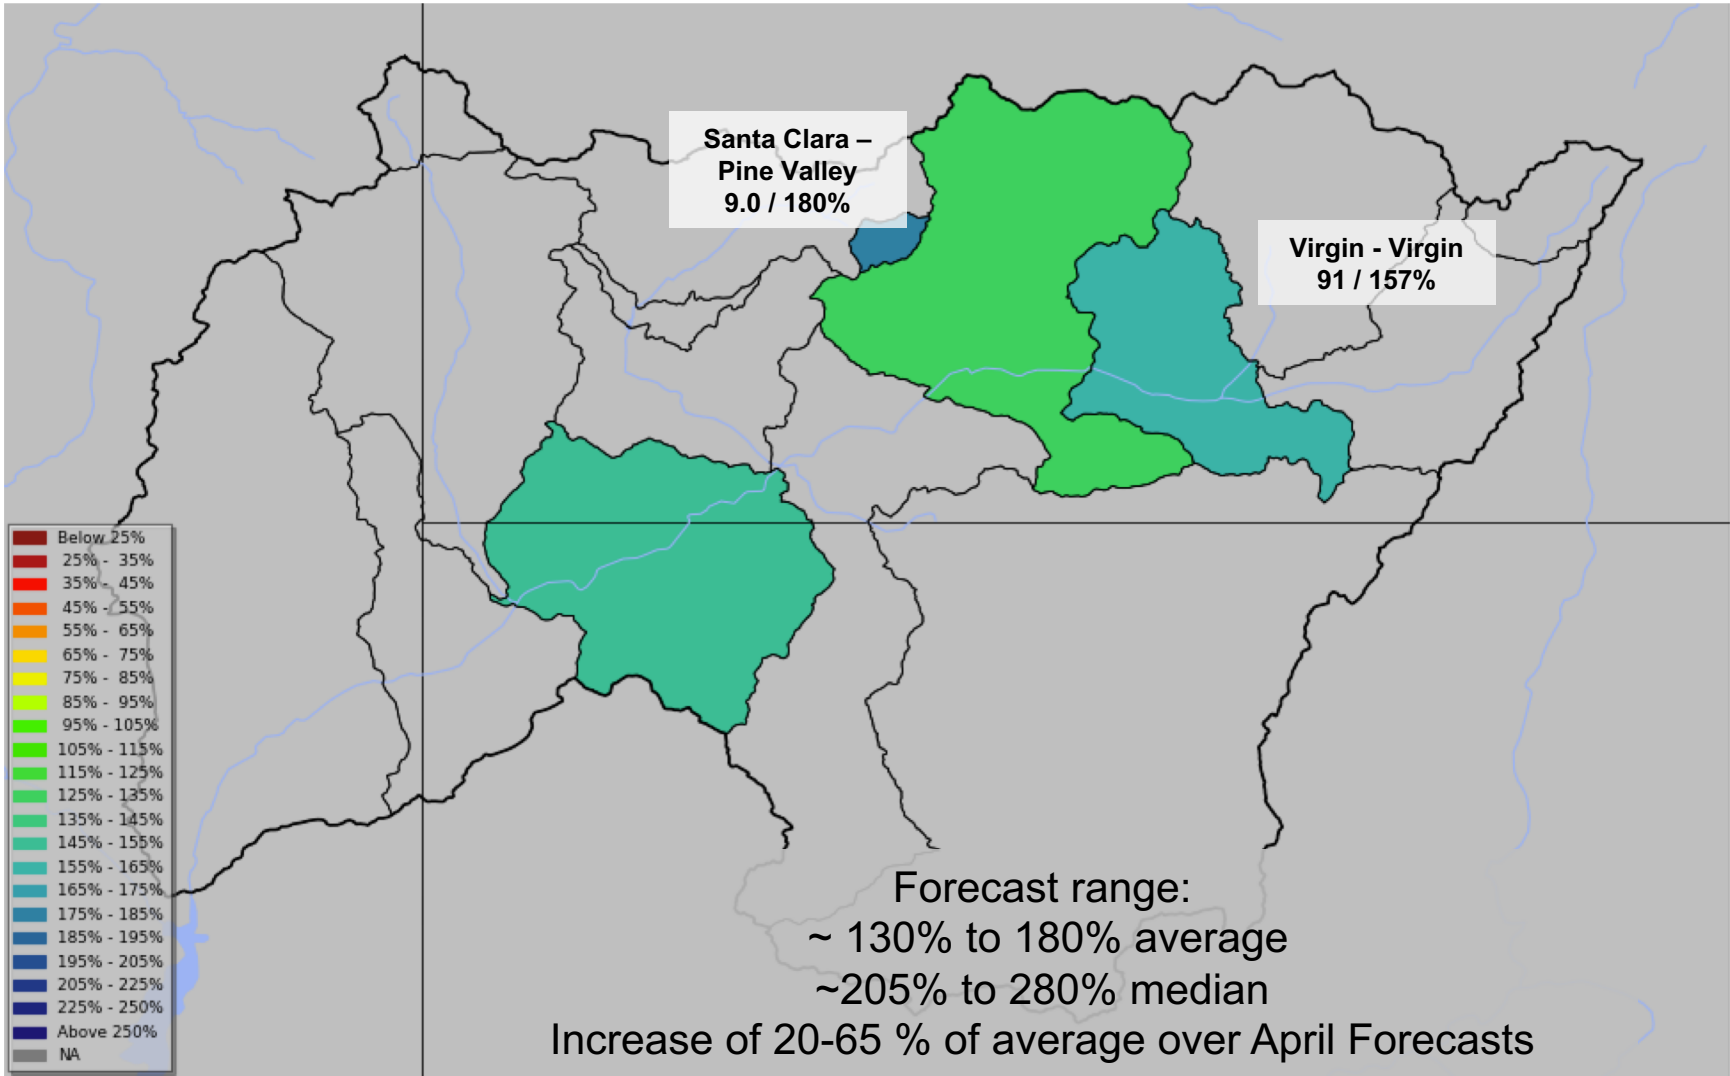 Santa Clara –
Pine Valley
9.0 / 180%
Virgin - Virgin
91 / 157%
Below 25%
25% - 35%
35% - 45%
45% - 55%
55% - 65%
65% - 75%
75% - 85%
85% - 95%
95% - 105%
105% - 115%
115% - 125%
125% - 135%
135% - 145%
145% - 155%
155% - 165%
165% - 175%
175% - 185%
185% - 195%
195% - 205%
205% - 225%
225% - 250%
Above 250%
NA
Forecast range:
~ 130% to 180% average
~205% to 280% median
Increase of 20-65 % of average over April Forecasts